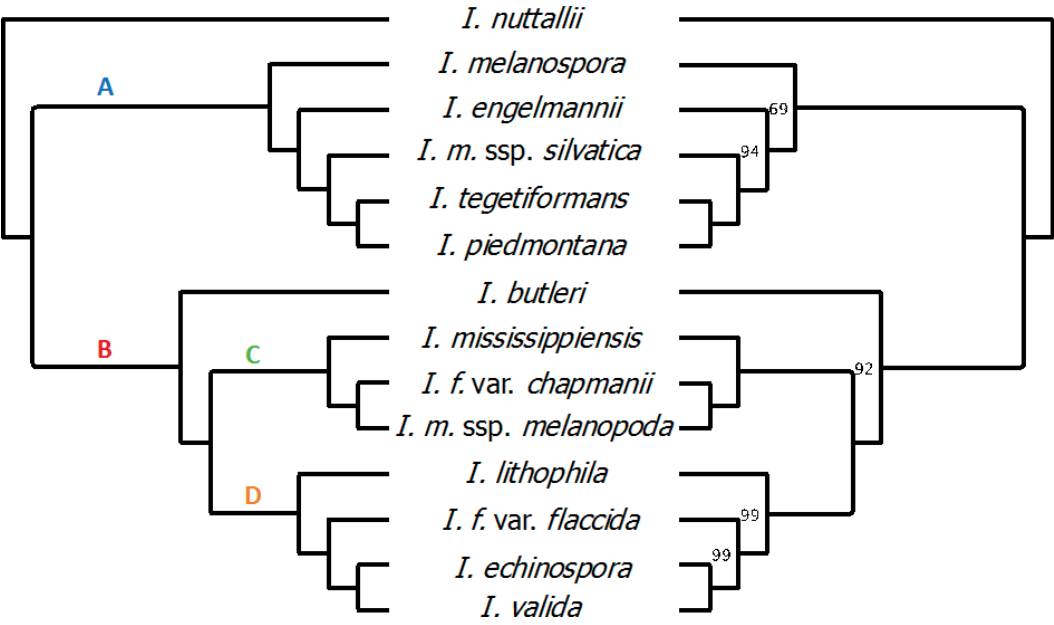 I. nuttallii
A
I. melanospora
I. engelmannii
69
I. m. ssp. silvatica
94
I. tegetiformans
I. piedmontana
I. butleri
B
C
I. mississippiensis
I. f. var. chapmanii
92
I. m. ssp. melanopoda
I. lithophila
D
I. f. var. flaccida
99
I. echinospora
99
I. valida